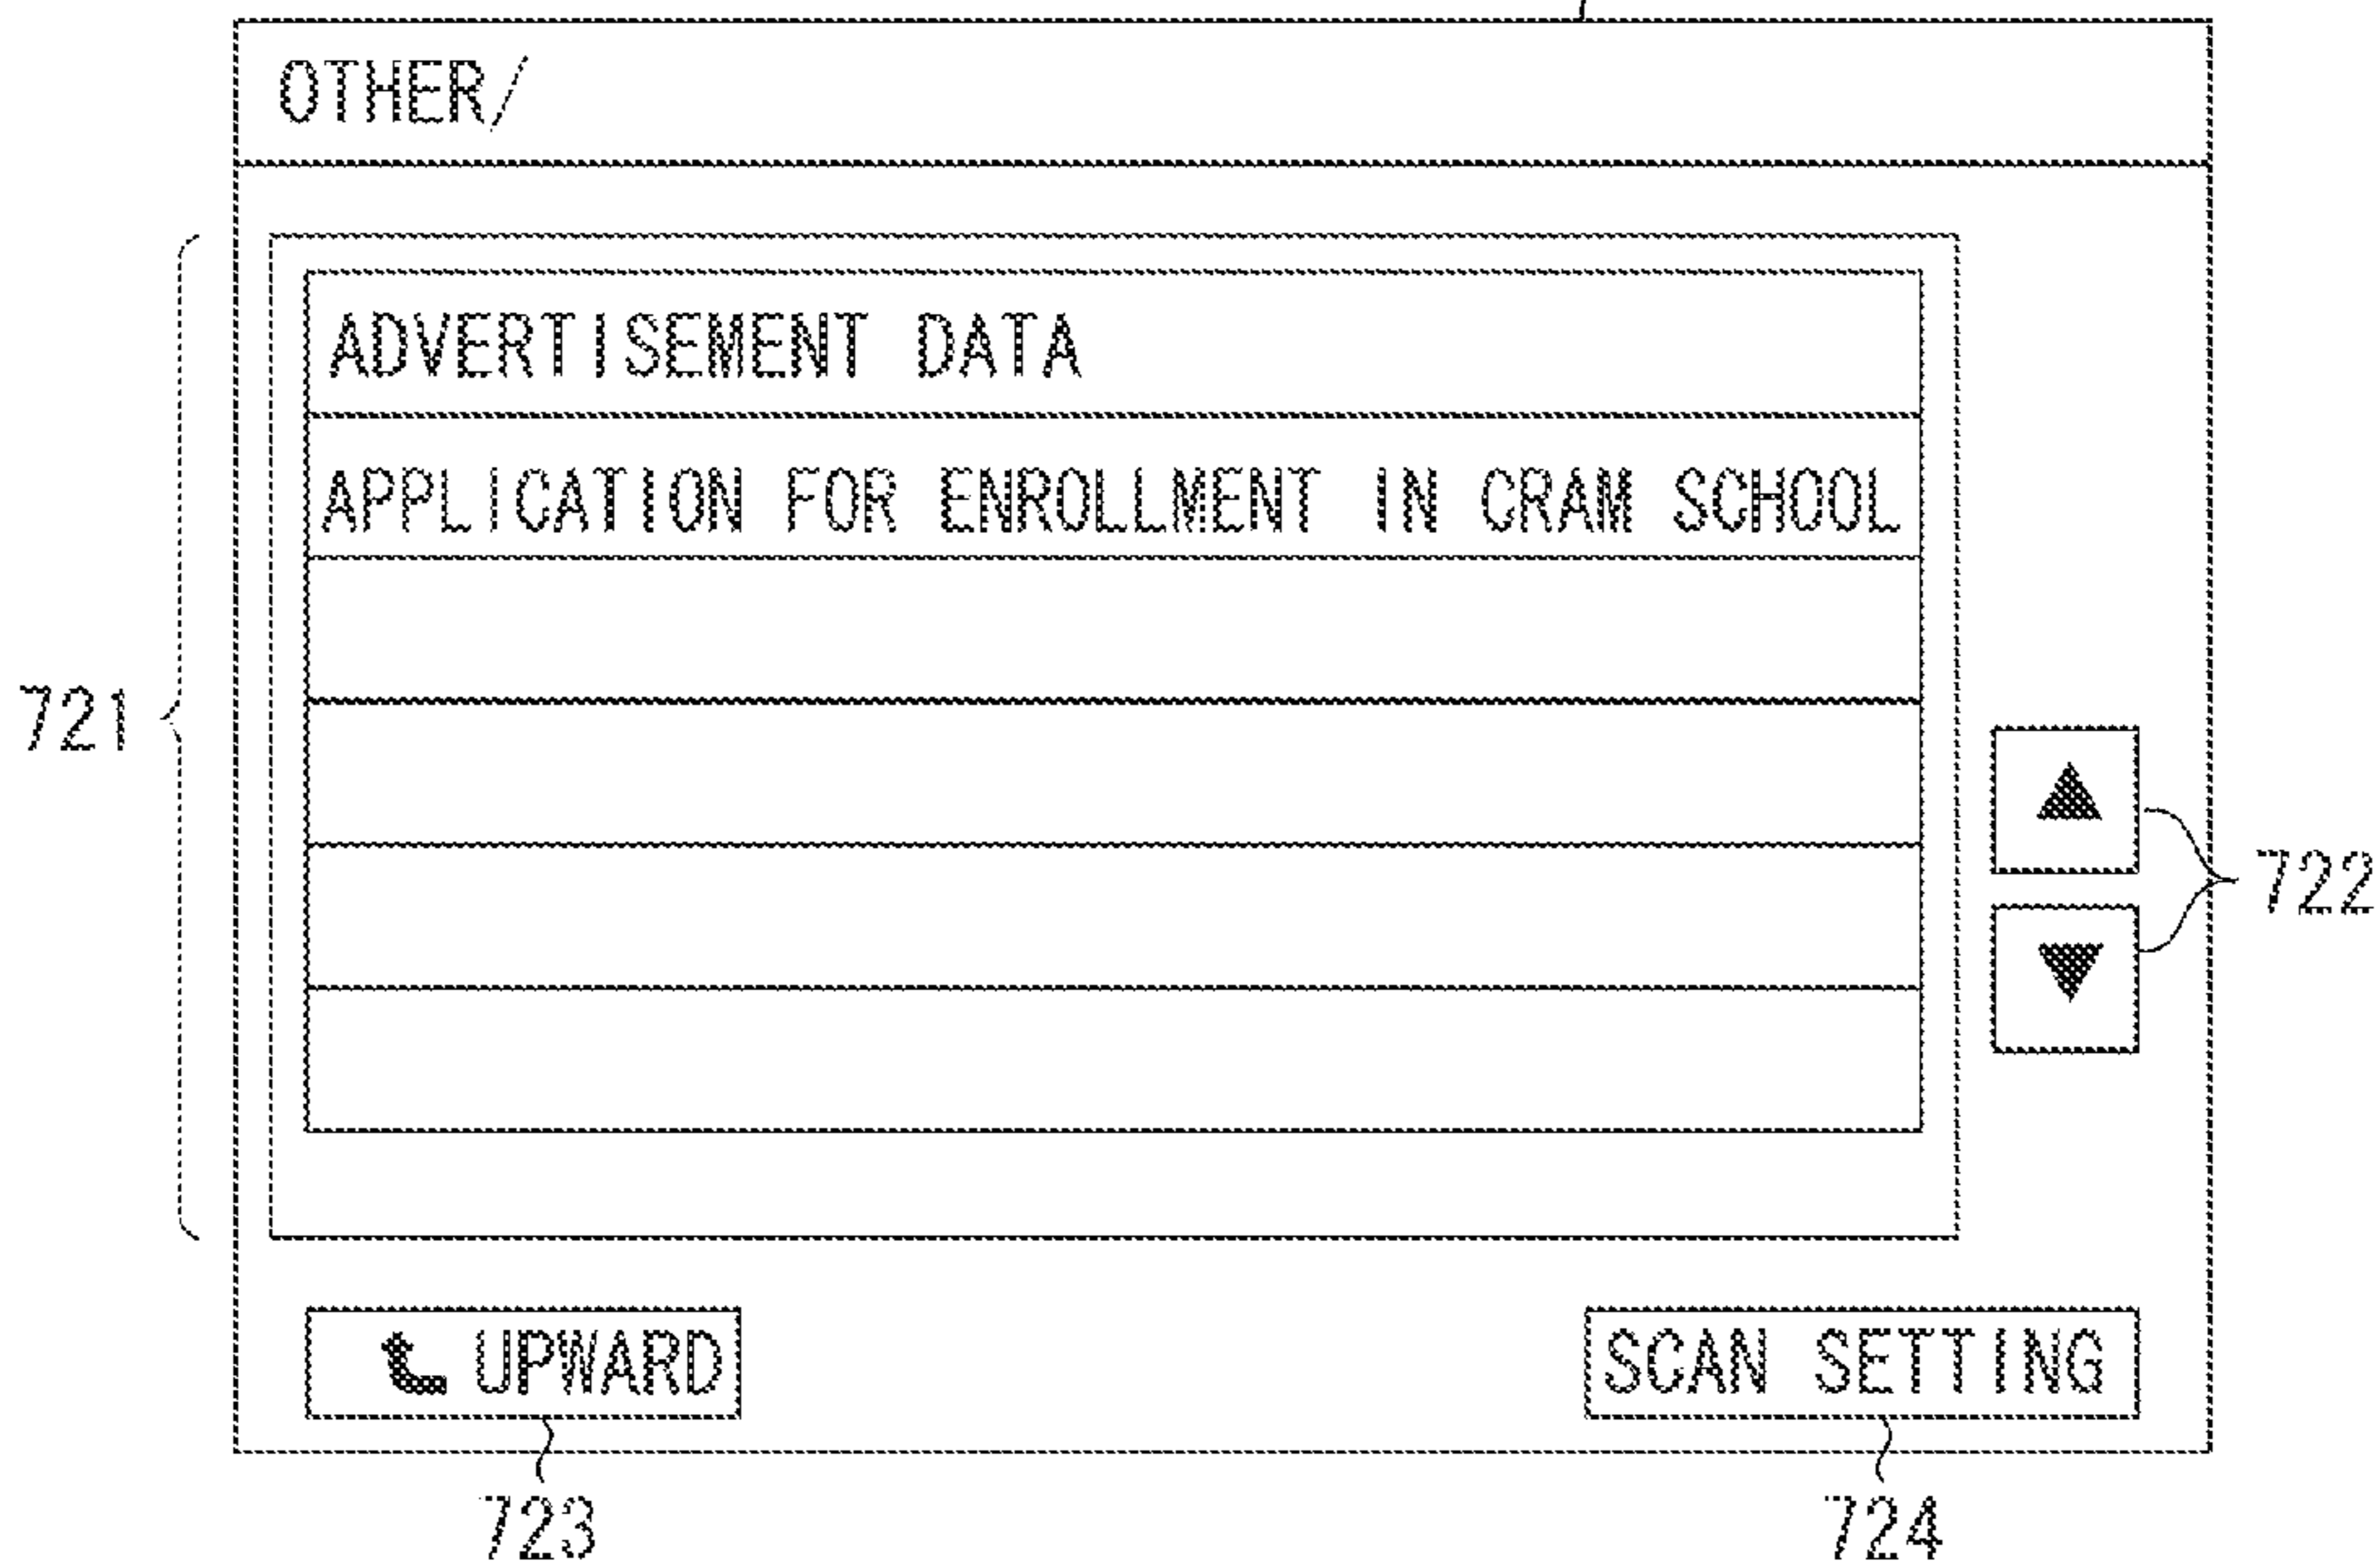 OTHER/
ADVERTISEMENT DATA
APPLICATION FOR ENROLLMENT IN CRAM SCHOOL
721
722
UPWARD
SCAN SETTING
723
724